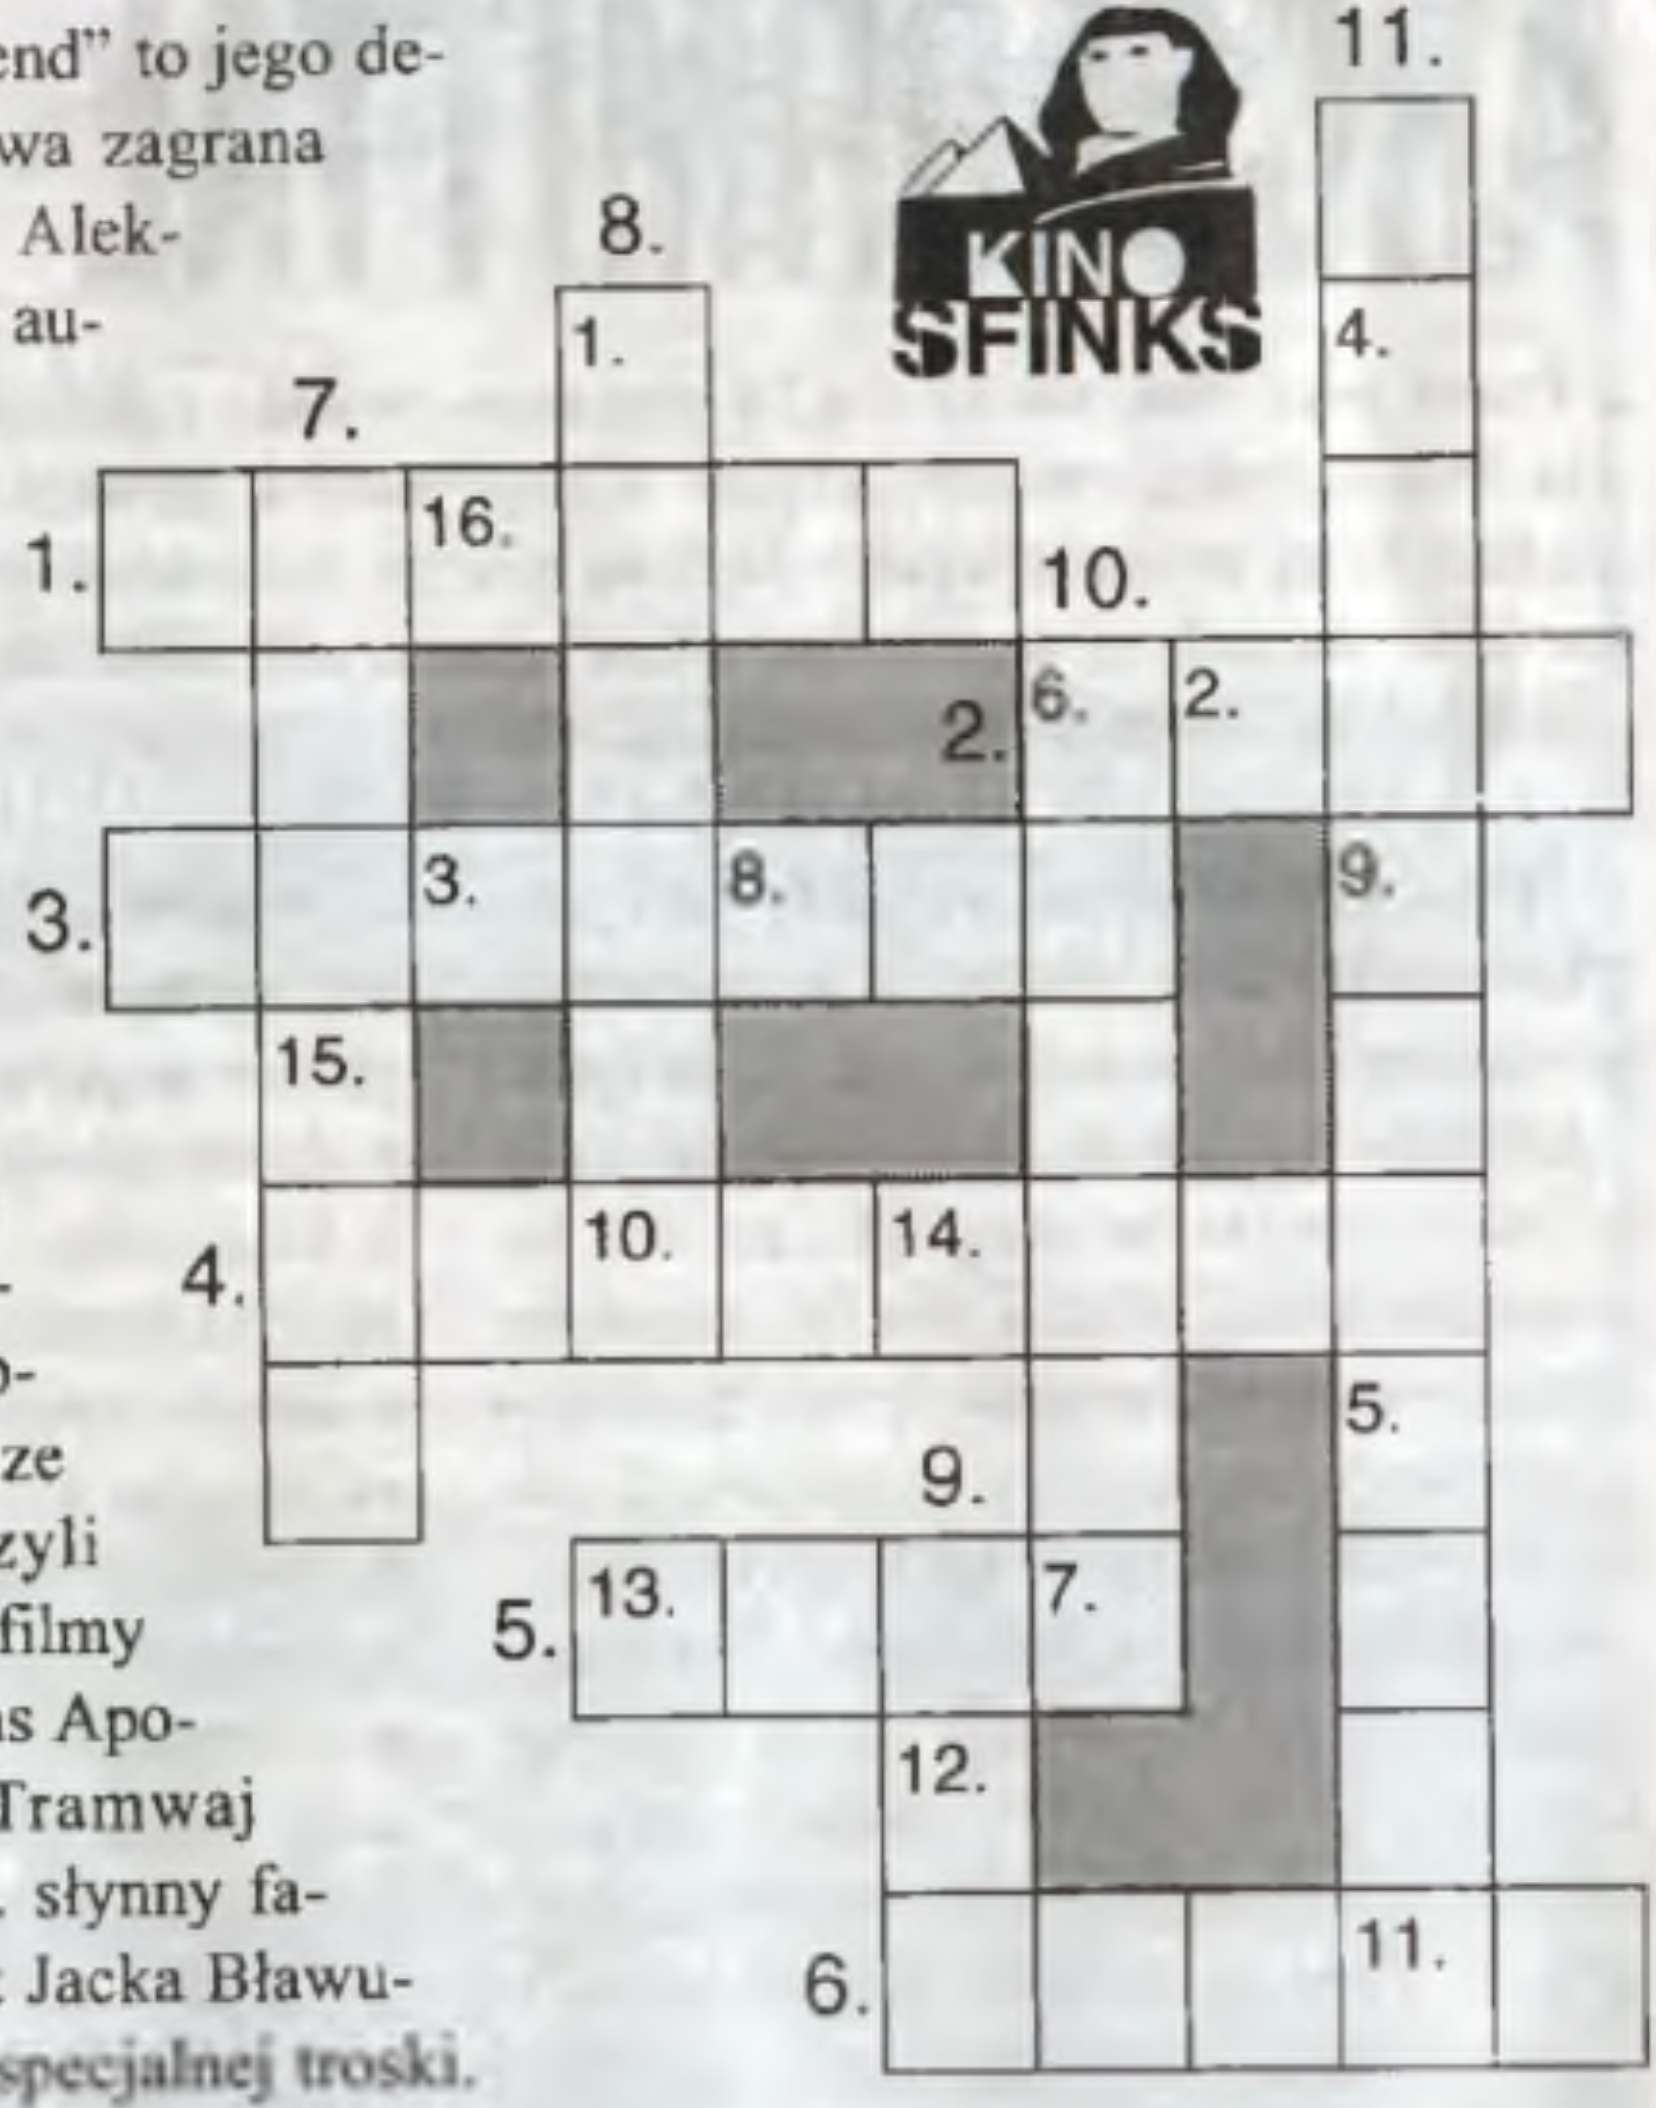 end" to jego de-
wa zagrana
Alek-
au-
11.
KINO
SFINKS
8.
1.
4.
7.
1.
16.
10.
2.
6.
2.
3.
3.
8.
9.
15.
4.
10.
14.
5.
9.
5.
13.
7.
12.
6.
11.
o-
ze
zyli
filmy
as Apo-
Tramwaj
. słynny fa-
: Jacka Bławu-
specjalnej troski.